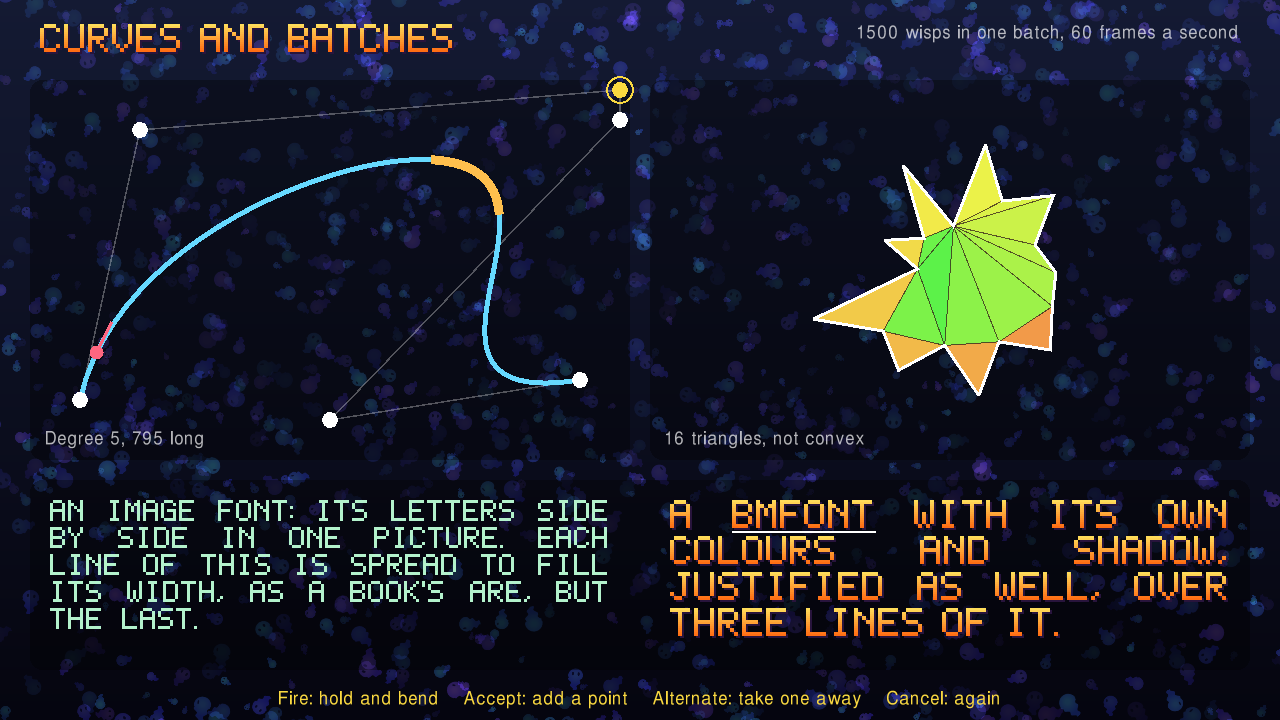 CURVES AND BATCHES
1500 wisps in one batch, 60 frames a second
Degree 5, 795 long
16 triangles, not convex
AN IMAGE FONT: ITS LETTERS SIDE
BY SIDE IN ONE PICTURE. EACH
LINE OF THIS IS SPREAD TO FILL
ITS WIDTH, AS A BOOK'S ARE, BUT
THE LAST.
A BMFONT WITH ITS OWN
COLOURS AND SHADOW,
JUSTIFIED AS WELL, OVER
THREE LINES OF IT.
Fire: hold and bend Accept: add a point Alternate: take one away Cancel: again